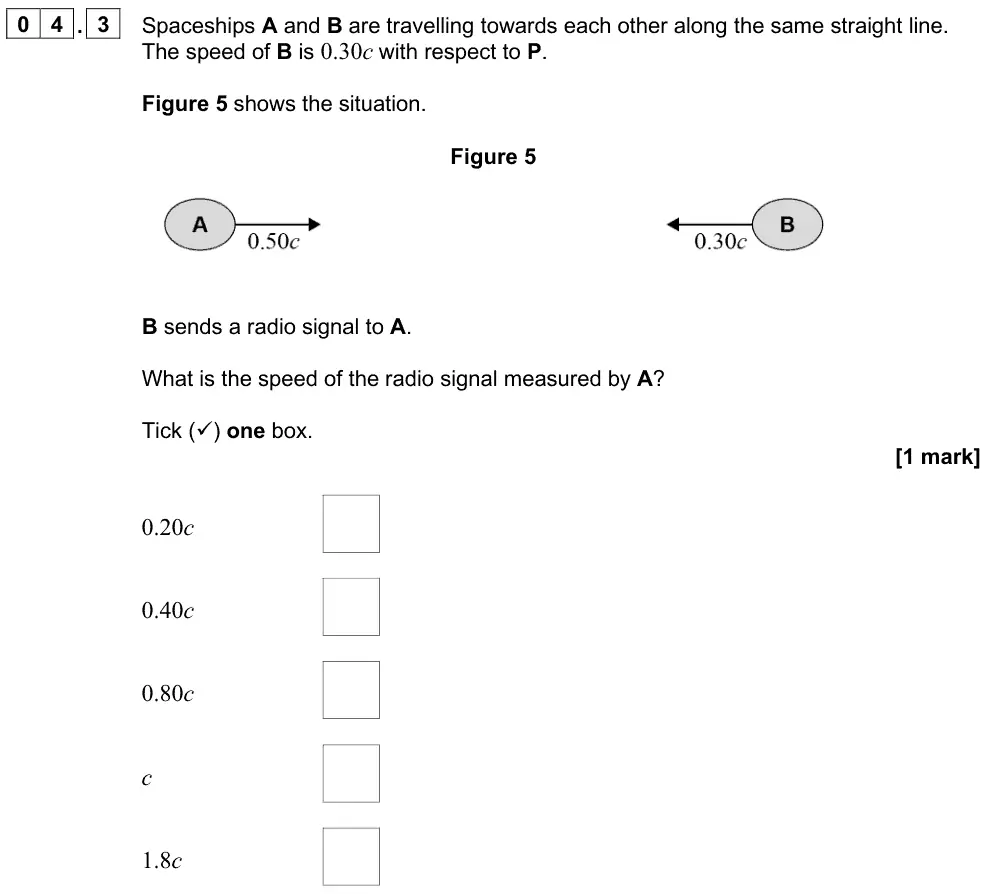 0 4 . 3 Spaceships A and B are travelling towards each other along the same straight line.
The speed of B is 0.30c with respect to P.
Figure 5 shows the situation.
Figure 5
A B
0.50c 0.30c
B sends a radio signal to A.
What is the speed of the radio signal measured by A?
Tick (✓) one box.
[1 mark]
0.20c
0.40c
0.80c
c
1.8c